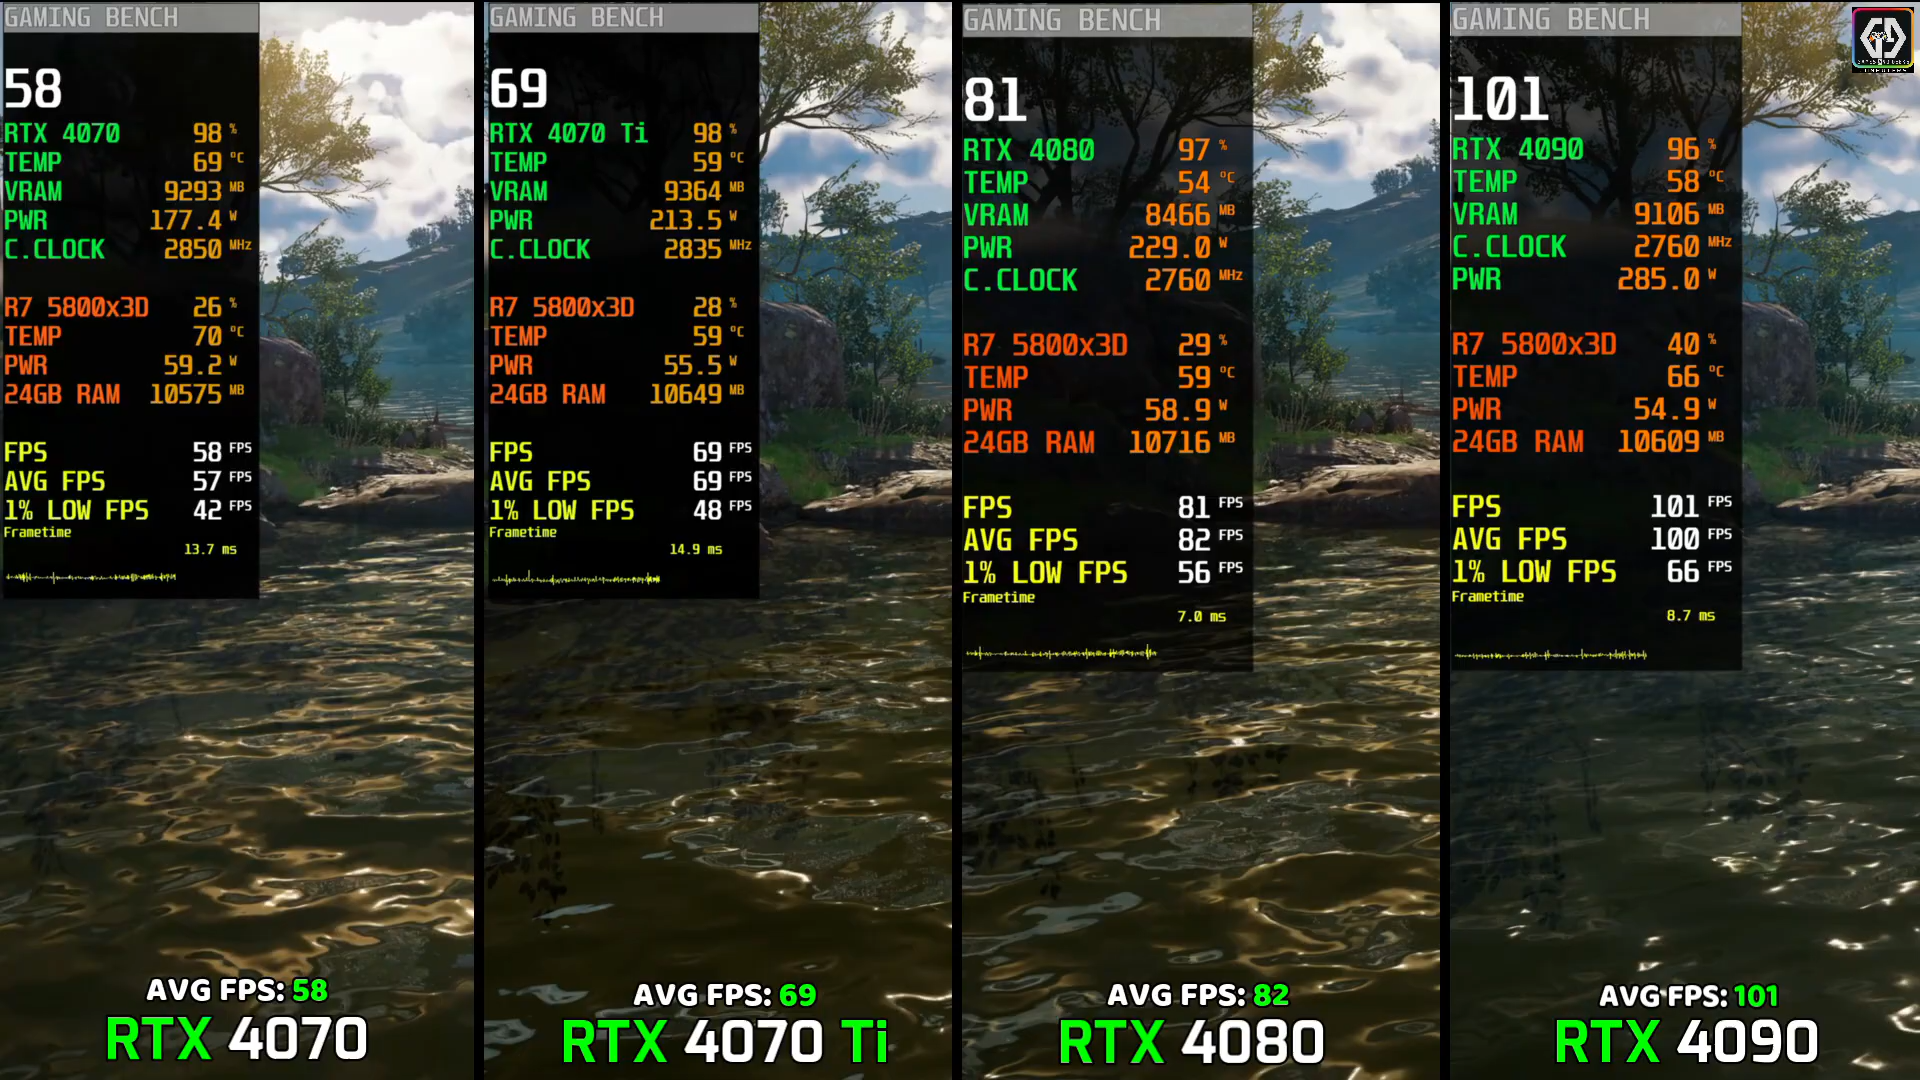 GAMING BENCH
58
RTX 4070 98 %
TEMP 69 °C
VRAM 9293 MB
PWR 177.4 W
C.CLOCK 2850 MHz
R7 5800x3D 26 %
TEMP 70 °C
PWR 59.2 W
24GB RAM 10575 MB
FPS 58 FPS
AVG FPS 57 FPS
1% LOW FPS 42 FPS
Frametime
13.7 ms
AVG FPS: 58
RTX 4070
GAMING BENCH
69
RTX 4070 Ti 98 %
TEMP 59 °C
VRAM 9364 MB
PWR 213.5 W
C.CLOCK 2835 MHz
R7 5800x3D 28 %
TEMP 59 °C
PWR 55.5 W
24GB RAM 10649 MB
FPS 69 FPS
AVG FPS 69 FPS
1% LOW FPS 48 FPS
Frametime
14.9 ms
AVG FPS: 69
RTX 4070 Ti
GAMING BENCH
81
RTX 4080 97 %
TEMP 54 °C
VRAM 8466 MB
PWR 229.0 W
C.CLOCK 2760 MHz
R7 5800x3D 29 %
TEMP 59 °C
PWR 58.9 W
24GB RAM 10716 MB
FPS 81 FPS
AVG FPS 82 FPS
1% LOW FPS 56 FPS
Frametime
7.0 ms
AVG FPS: 82
RTX 4080
GAMING BENCH
101
RTX 4090 96 %
TEMP 58 °C
VRAM 9106 MB
C.CLOCK 2760 MHz
PWR 285.0 W
R7 5800x3D 40 %
TEMP 66 °C
PWR 54.9 W
24GB RAM 10609 MB
FPS 101 FPS
AVG FPS 100 FPS
1% LOW FPS 66 FPS
Frametime
8.7 ms
AVG FPS: 101
RTX 4090